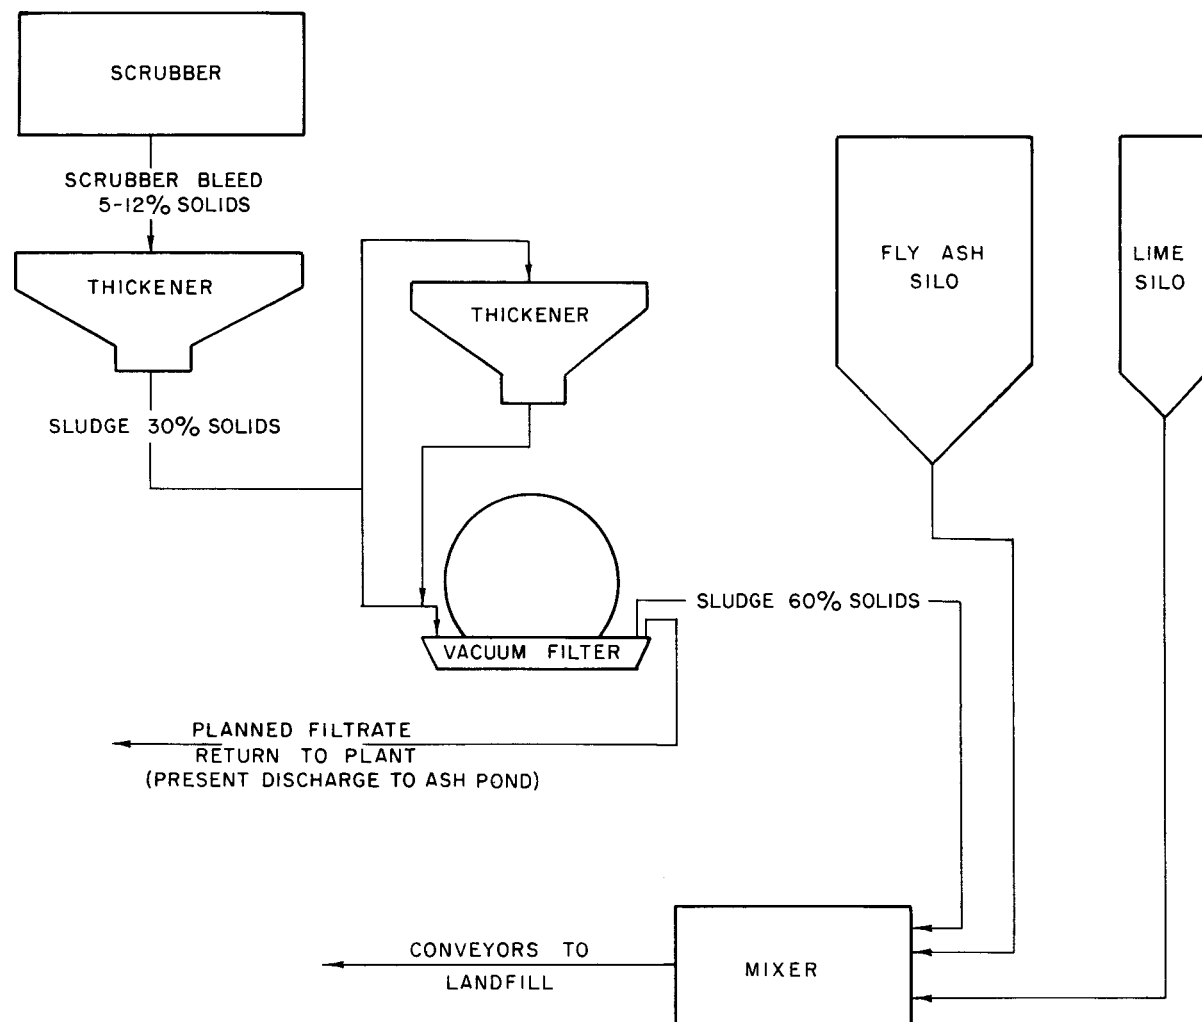 SCRUBBER
SCRUBBER BLEED
5-12% SOLIDS
THICKENER
SLUDGE 30% SOLIDS
THICKENER
FLY ASH
SILO
LIME
SILO
VACUUM FILTER
SLUDGE 60% SOLIDS
PLANNED FILTRATE
RETURN TO PLANT
(PRESENT DISCHARGE TO ASH POND)
CONVEYORS TO
LANDFILL
MIXER